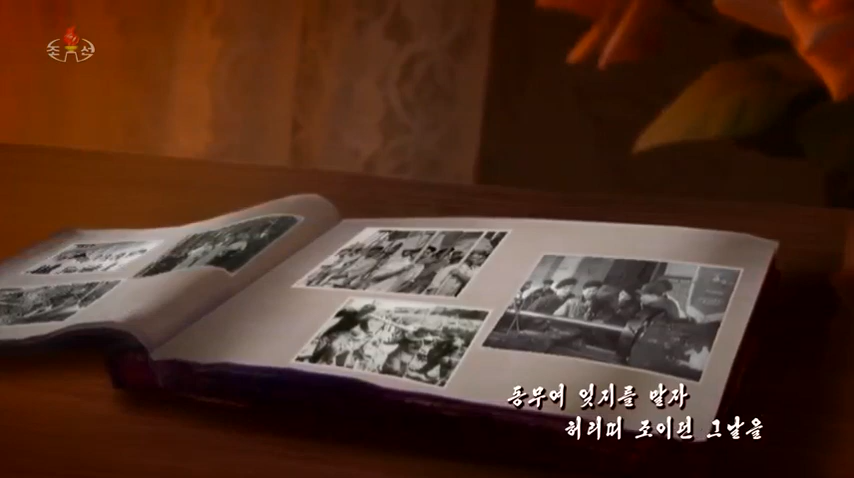 조선
동무여 잊지를 말자
허리띠 조이던 그날을